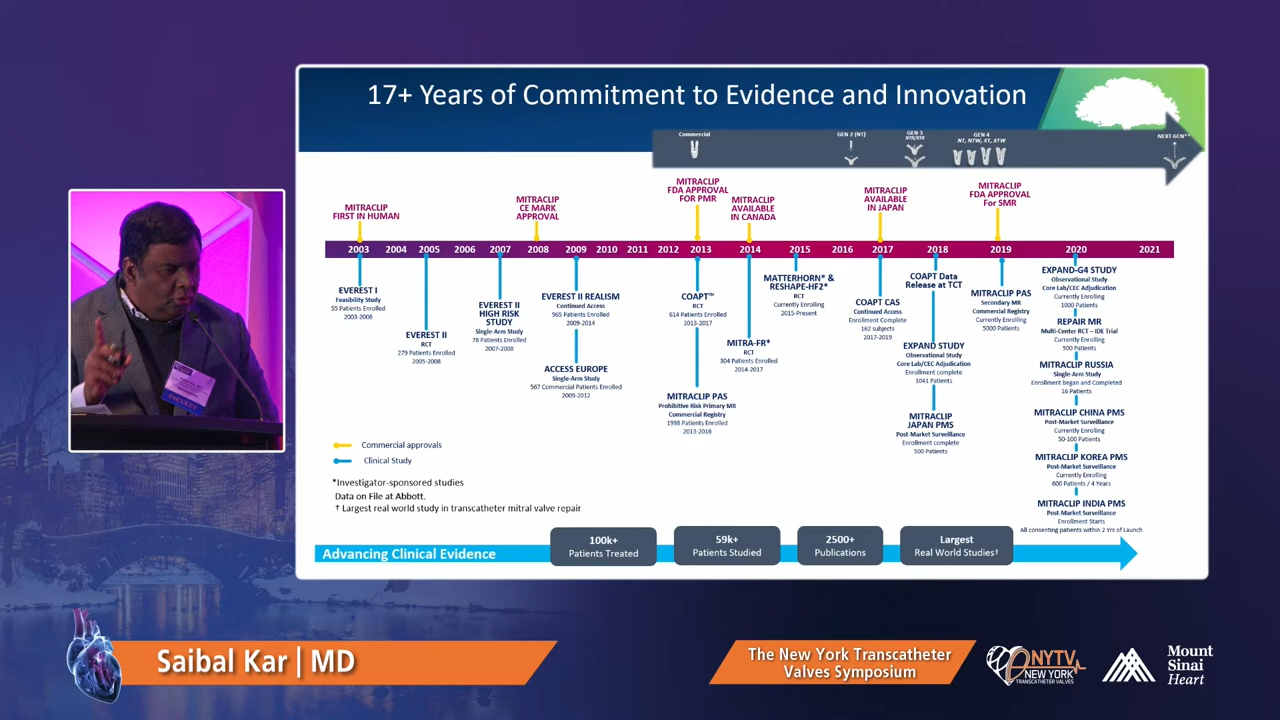 17+ Years of Commitment to Evidence and Innovation
Commercial
GEN 2 (NT)
GEN 3
NTR/XTR
GEN 4
NT, NTW, XT, XTW
NEXT GEN**
MITRACLIP
FIRST IN HUMAN
MITRACLIP
CE MARK
APPROVAL
MITRACLIP
FDA APPROVAL
FOR PMR
MITRACLIP
AVAILABLE
IN CANADA
MITRACLIP
AVAILABLE
IN JAPAN
MITRACLIP
FDA APPROVAL
For SMR
2003 2004 2005 2006 2007 2008 2009 2010 2011 2012 2013 2014 2015 2016 2017 2018 2019 2020 2021
EVEREST I
Feasibility Study
55 Patients Enrolled
2003-2006
EVEREST II
RCT
279 Patients Enrolled
2005-2008
EVEREST II
HIGH RISK
STUDY
Single-Arm Study
78 Patients Enrolled
2007-2008
EVEREST II REALISM
Continued Access
965 Patients Enrolled
2009-2014
ACCESS EUROPE
Single-Arm Study
567 Commercial Patients Enrolled
2009-2012
COAPT™
RCT
614 Patients Enrolled
2013-2017
MITRACLIP PAS
Prohibitive Risk Primary MR
Commercial Registry
1998 Patients Enrolled
2013-2016
MITRA-FR*
RCT
304 Patients Enrolled
2014-2017
MATTERHORN* &
RESHAPE-HF2*
RCT
Currently Enrolling
2015-Present
COAPT CAS
Continued Access
Enrollment Complete
162 subjects
2017-2019
COAPT Data
Release at TCT
EXPAND STUDY
Observational Study
Core Lab/CEC Adjudication
Enrollment complete
1041 Patients
MITRACLIP
JAPAN PMS
Post-Market Surveillance
Enrollment complete
500 Patients
MITRACLIP PAS
Secondary MR
Commercial Registry
Currently Enrolling
5000 Patients
EXPAND-G4 STUDY
Observational Study
Core Lab/CEC Adjudication
Currently Enrolling
1000 Patients
REPAIR MR
Multi-Center RCT – IDE Trial
Currently Enrolling
500 Patients
MITRACLIP RUSSIA
Single-Arm Study
Enrollment began and Completed
16 Patients
MITRACLIP CHINA PMS
Post-Market Surveillance
Currently Enrolling
50-100 Patients
MITRACLIP KOREA PMS
Post-Market Surveillance
Currently Enrolling
600 Patients / 4 Years
MITRACLIP INDIA PMS
Post-Market Surveillance
Enrollment Starts
All consenting patients within 2 Yrs of Launch
Commercial approvals
Clinical Study
*Investigator-sponsored studies
Data on File at Abbott.
† Largest real world study in transcatheter mitral valve repair
Advancing Clinical Evidence
100k+
Patients Treated
59k+
Patients Studied
2500+
Publications
Largest
Real World Studies†
Saibal Kar | MD
The New York Transcatheter
Valves Symposium
NYTV
NEW YORK
TRANSCATHETER VALVES
Mount
Sinai
Heart